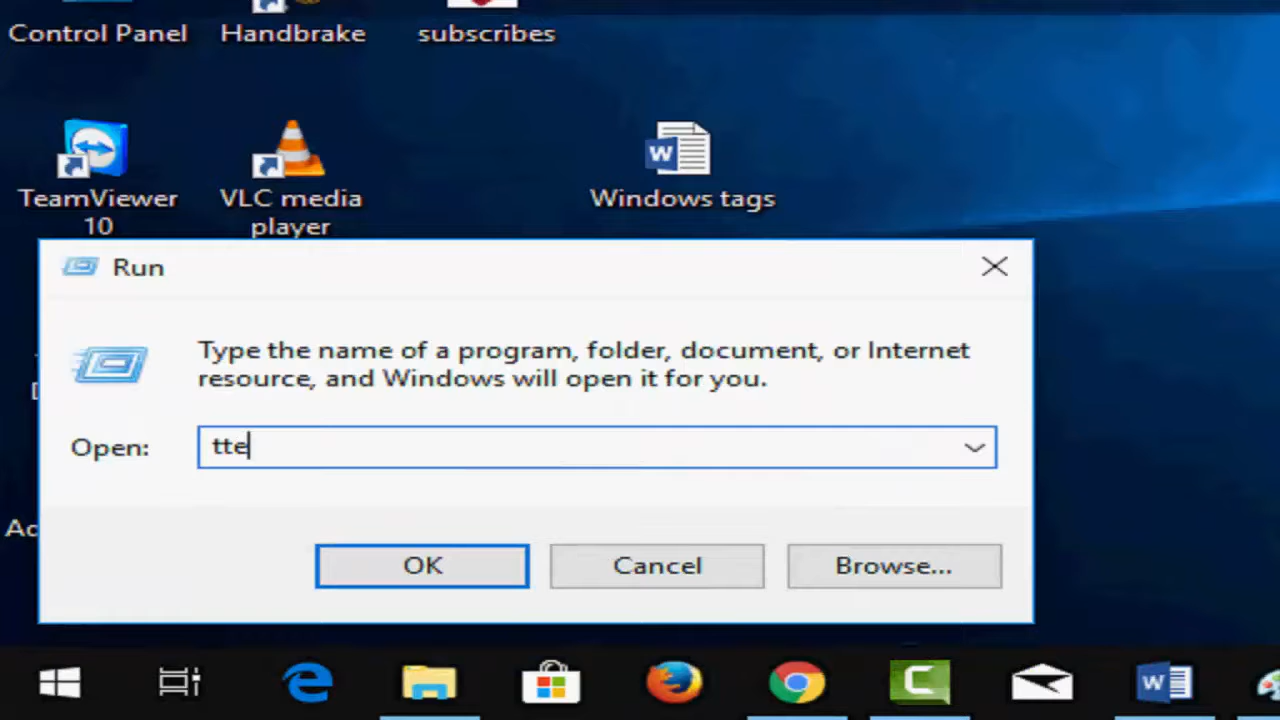 Control Panel
Handbrake
subscribes
TeamViewer
10
VLC media
player
Windows tags
Run
Type the name of a program, folder, document, or Internet
resource, and Windows will open it for you.
Open:
tte
OK
Cancel
Browse...